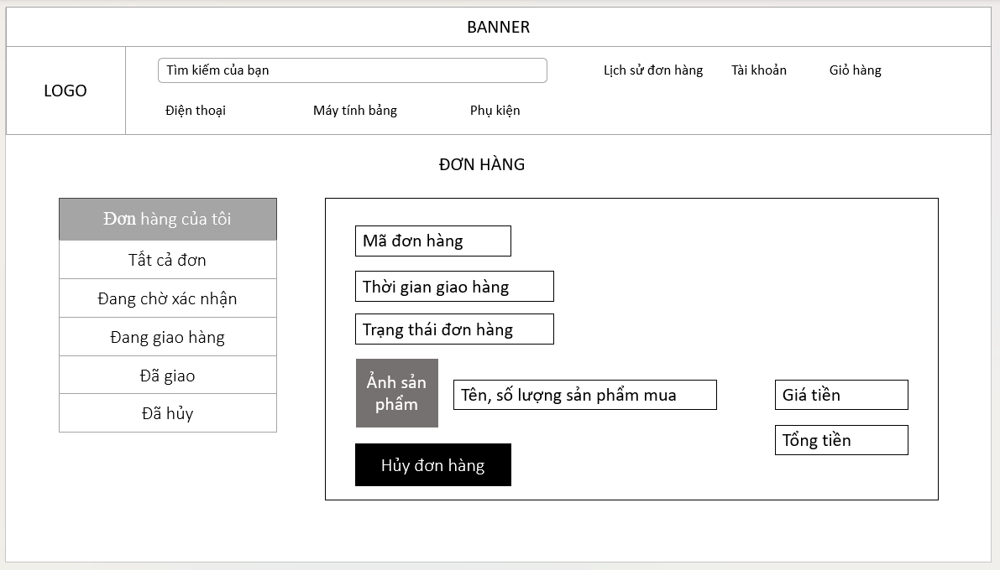 BANNER
LOGO
Tìm kiếm của bạn
Lịch sử đơn hàng
Tài khoản
Giỏ hàng
Điện thoại
Máy tính bảng
Phụ kiện
ĐƠN HÀNG
Đơn hàng của tôi
Tất cả đơn
Đang chờ xác nhận
Đang giao hàng
Đã giao
Đã hủy
Mã đơn hàng
Thời gian giao hàng
Trạng thái đơn hàng
Ảnh sản
phẩm
Tên, số lượng sản phẩm mua
Giá tiền
Tổng tiền
Hủy đơn hàng